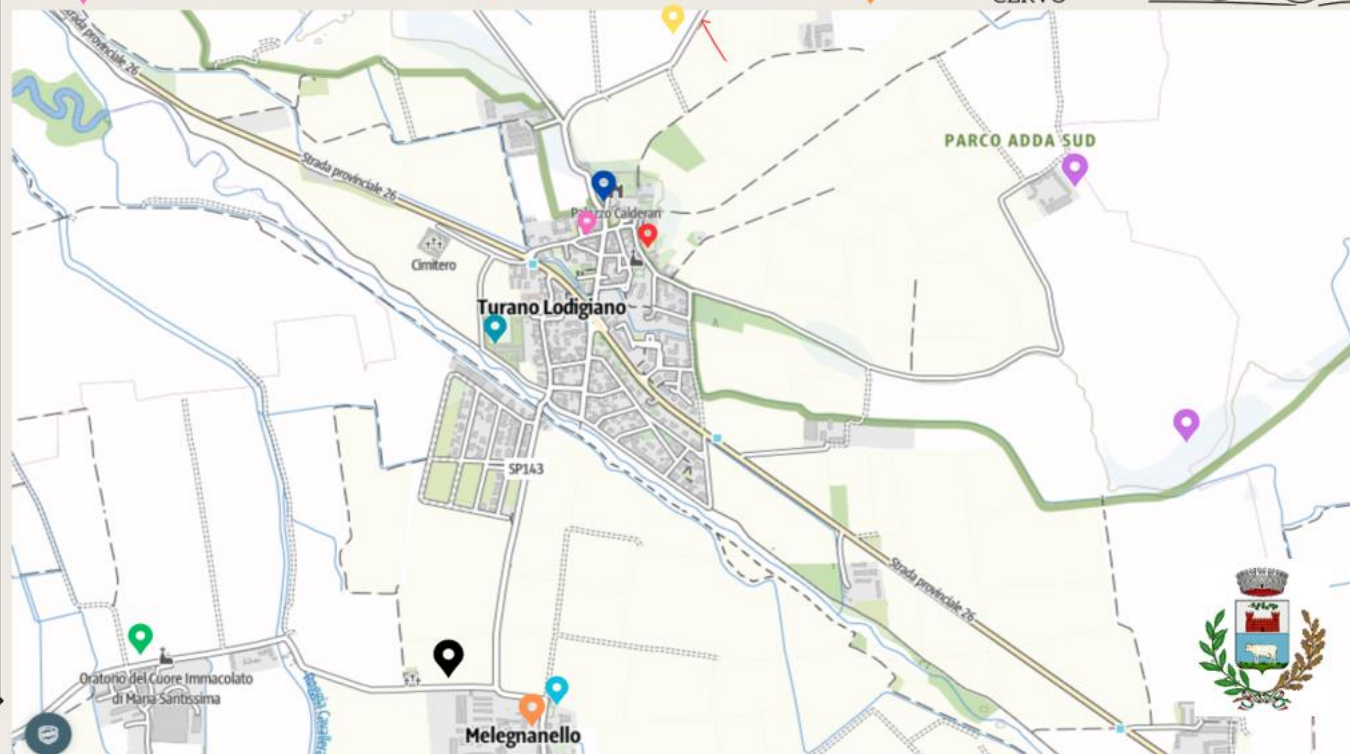 CERVO
Strada provinciale 26
PARCO ADDA SUD
Strada provinciale 26
Palazzo Calderari
Cimitero
Turano Lodigiano
SP143
Strada provinciale 26
Oratorio del Cuore Immacolato
di Maria Santissima
Melegnanello